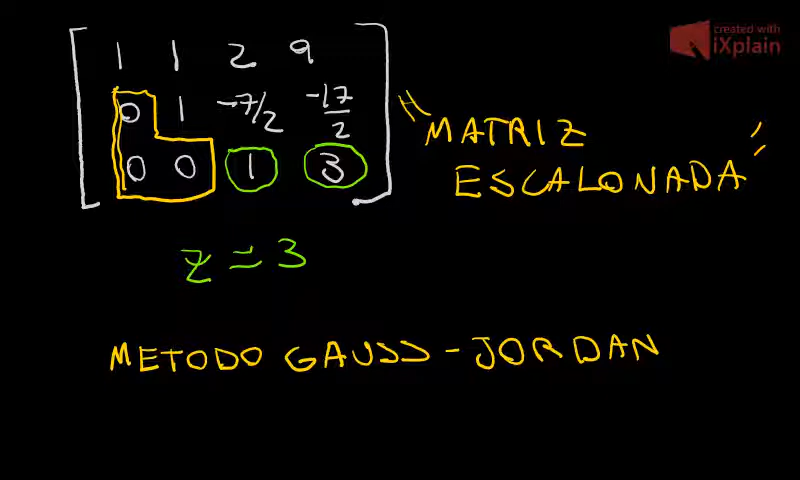 created with
iXplain
1 1 2 9
0 1 -7/2 -17/2
0 0 1 3
"MATRIZ
ESCALONADA"
z = 3
METODO GAUSS-JORDAN